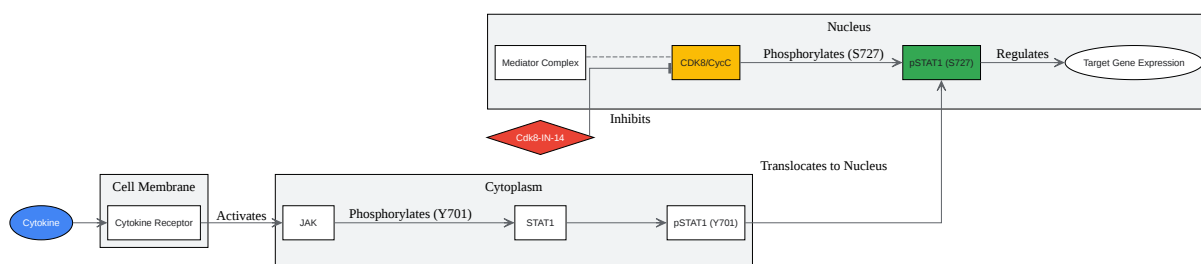 Nucleus
Mediator Complex
CDK8/CycC
Phosphorylates (S727)
pSTAT1 (S727)
Regulates
Target Gene Expression
Inhibits
Cdk8-IN-14
Translocates to Nucleus
Cell Membrane
Cytoplasm
Cytokine
Cytokine Receptor
Activates
JAK
Phosphorylates (Y701)
STAT1
pSTAT1 (Y701)